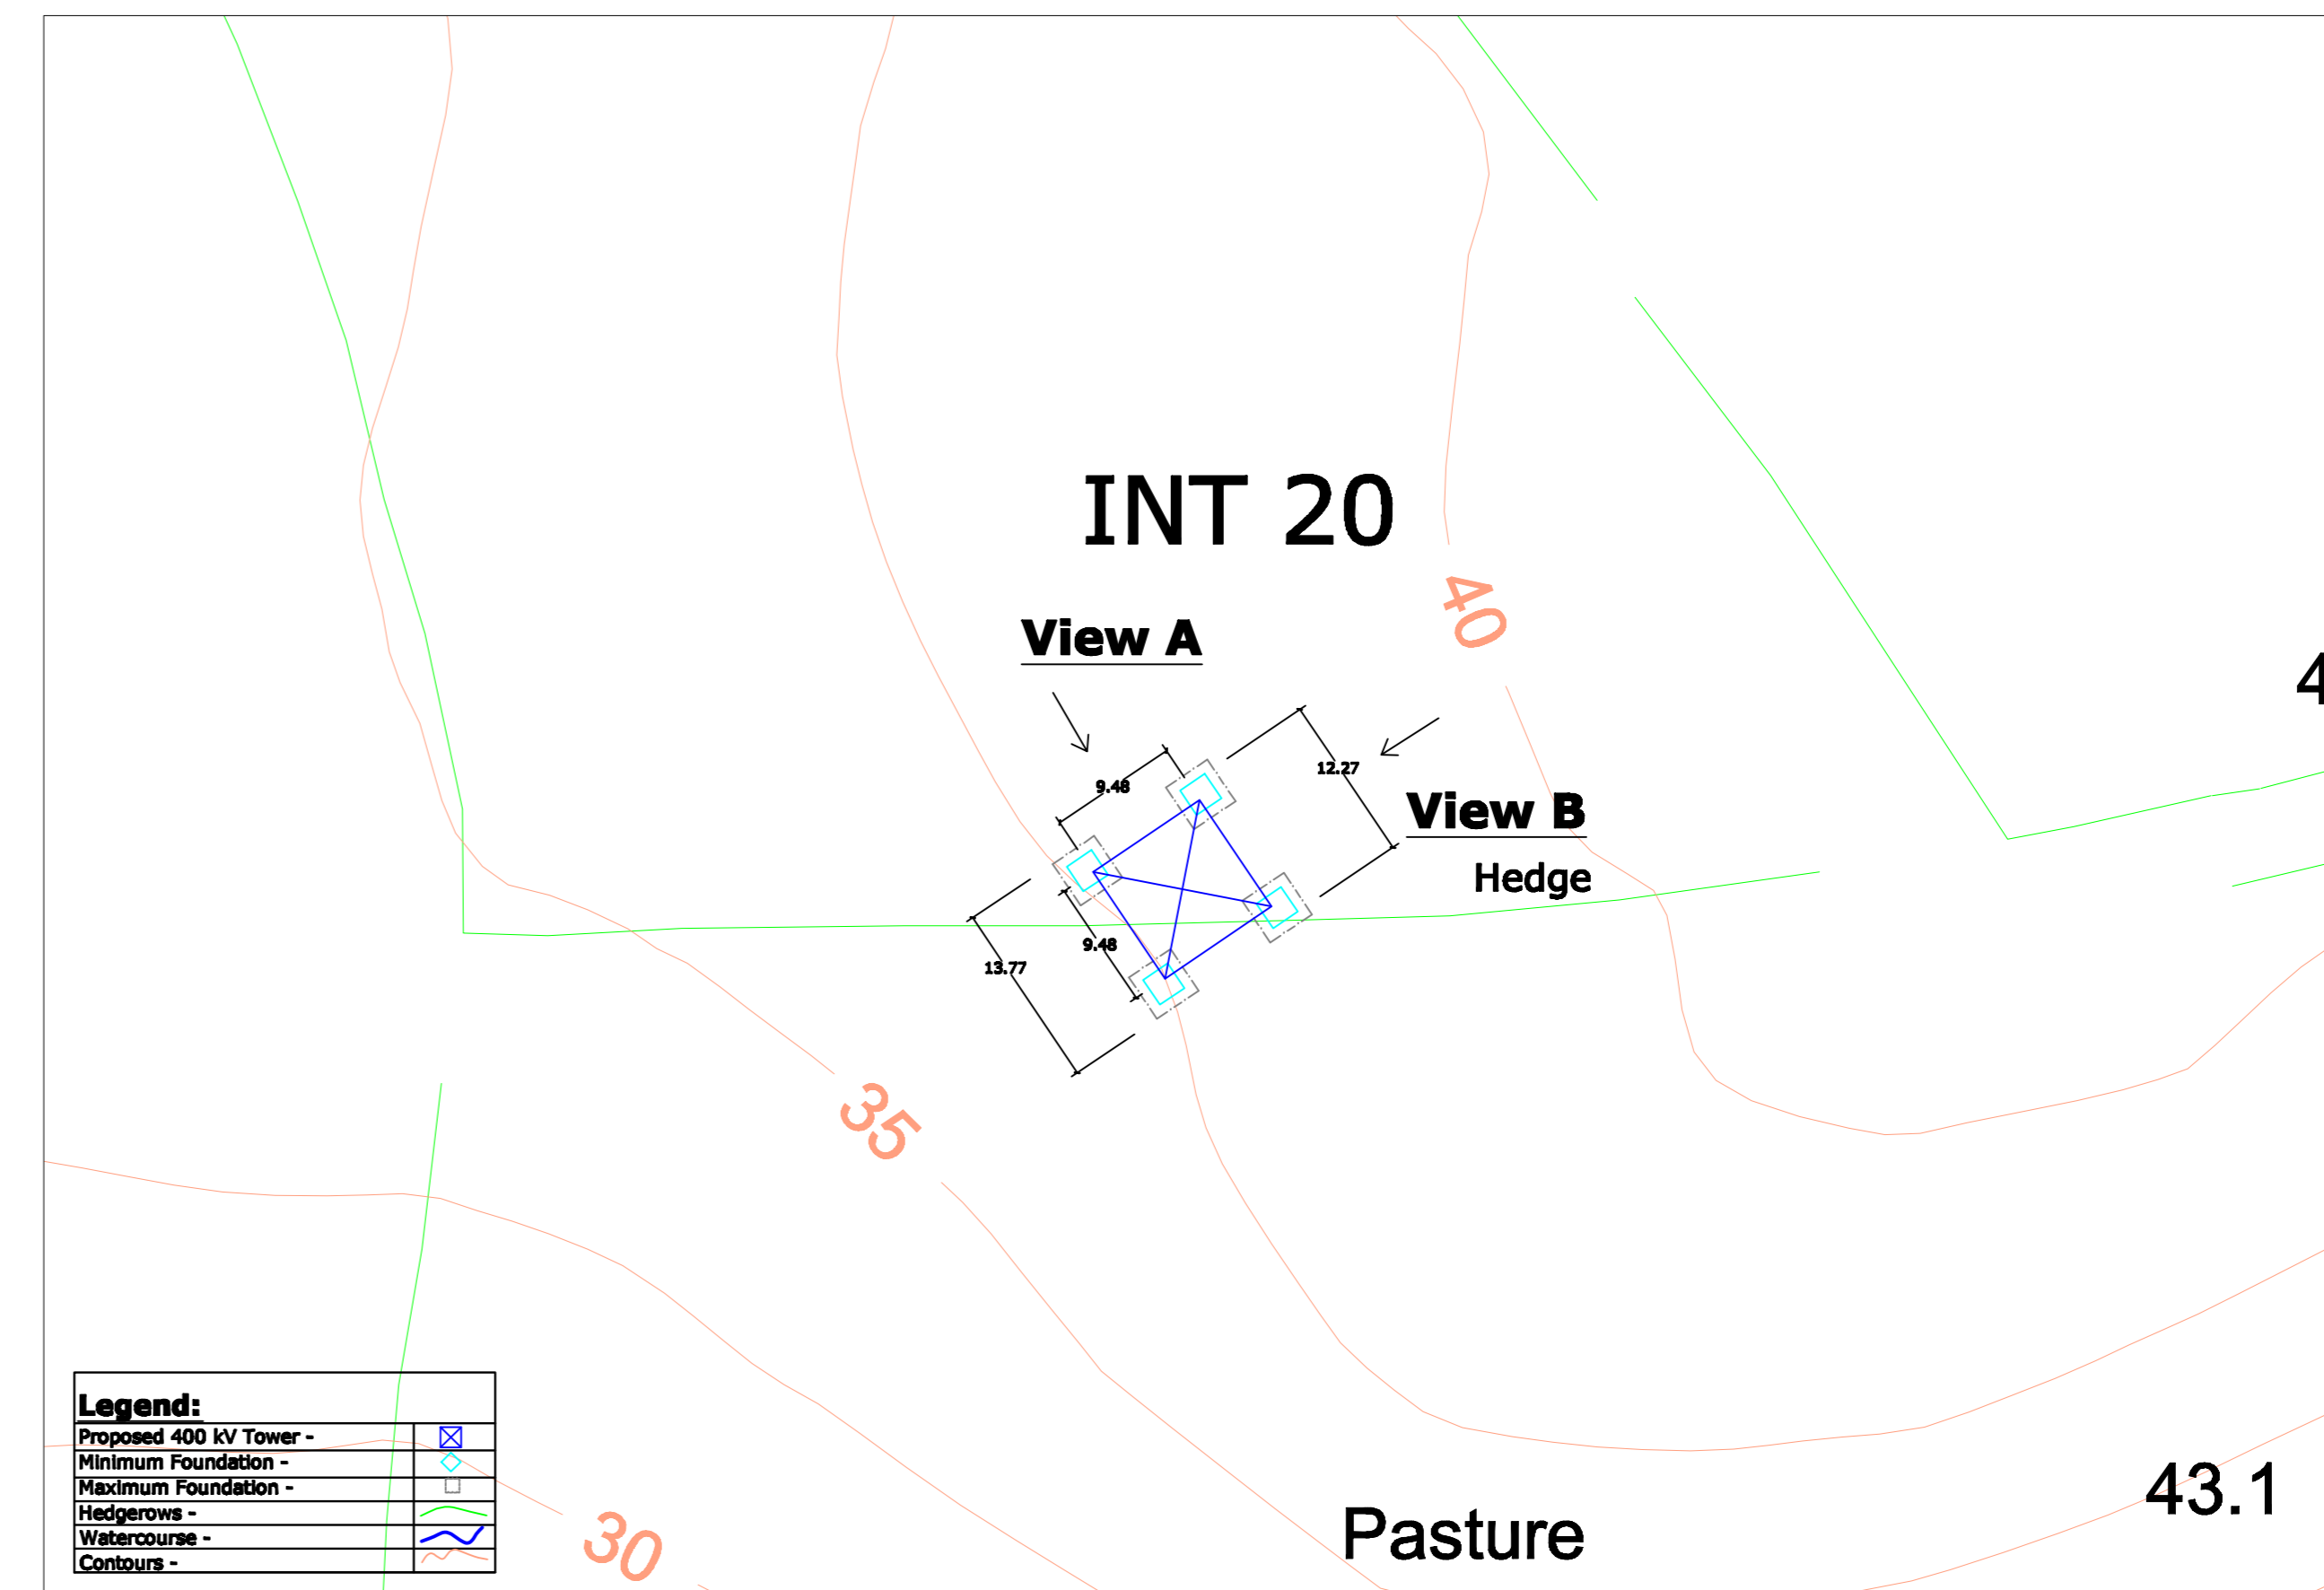 INT 20
40
View A
4
12.27
9.48
View B
Hedge
9.48
13.77
35
Legend:
Proposed 400 kV Tower -
Minimum Foundation -
Maximum Foundation -
Hedgerows -
Watercourse -
Contours -
43.1
Pasture
30